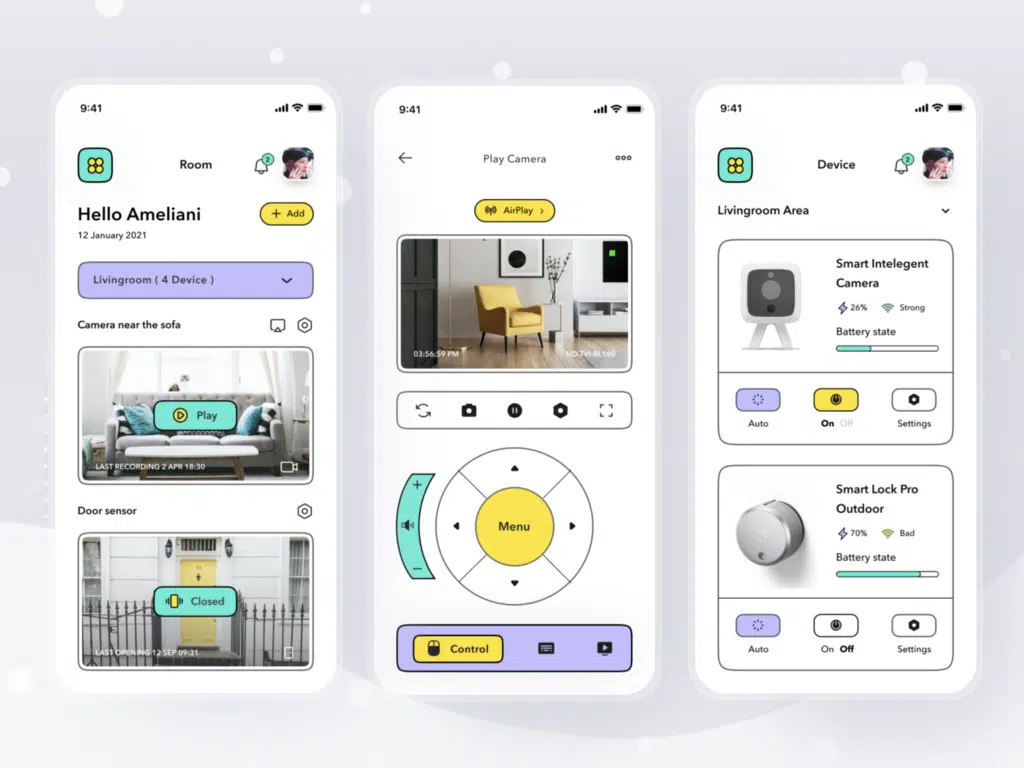 9:41
Room
2
Hello Ameliani
+ Add
12 January 2021
Livingroom ( 4 Device )
Camera near the sofa
Play
LAST RECORDING 2 APR 18:30
Door sensor
Closed
LAST OPENING 12 SEP 09:31
9:41
Play Camera
AirPlay
03:56:59 PM
HD-TVI-BL160
+
Menu
−
Control
9:41
Device
2
Livingroom Area
Smart Intelegent
Camera
26% Strong
Battery state
Auto
On Off
Settings
Smart Lock Pro
Outdoor
70% Bad
Battery state
Auto
On Off
Settings